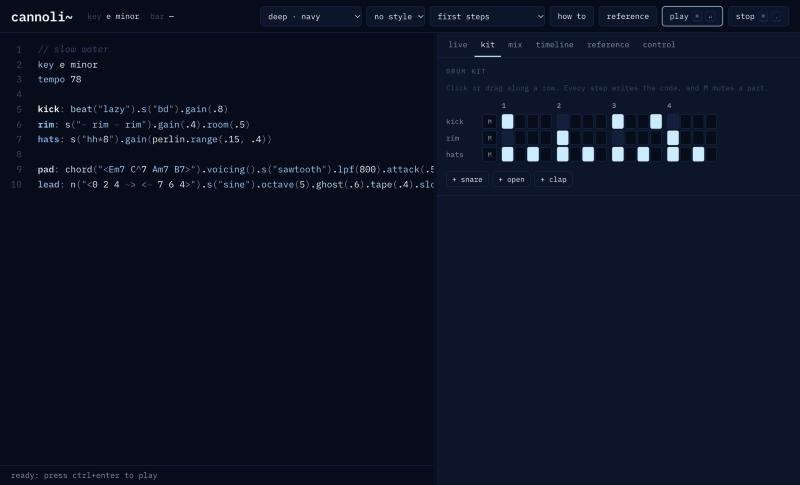 cannoli~ key e minor bar — deep · navy no style first steps how to reference play ⌘ ↵ stop ⌘ .
1 // slow water
2 key e minor
3 tempo 78
4
5 kick: beat("lazy").s("bd").gain(.8)
6 rim: s("~ rim ~ rim").gain(.4).room(.5)
7 hats: s("hh*8").gain(perlin.range(.15, .4))
8
9 pad: chord("<Em7 C^7 Am7 B7>").voicing().s("sawtooth").lpf(800).attack(.5
10 lead: n("<0 2 4 ~> <~ 7 6 4>").s("sine").octave(5).ghost(.6).tape(.4).slo
ready: press ctrl+enter to play
live kit mix timeline reference control
DRUM KIT
Click or drag along a row. Every step writes the code, and M mutes a part.
1 2 3 4
kick M
rim M
hats M
+ snare + open + clap